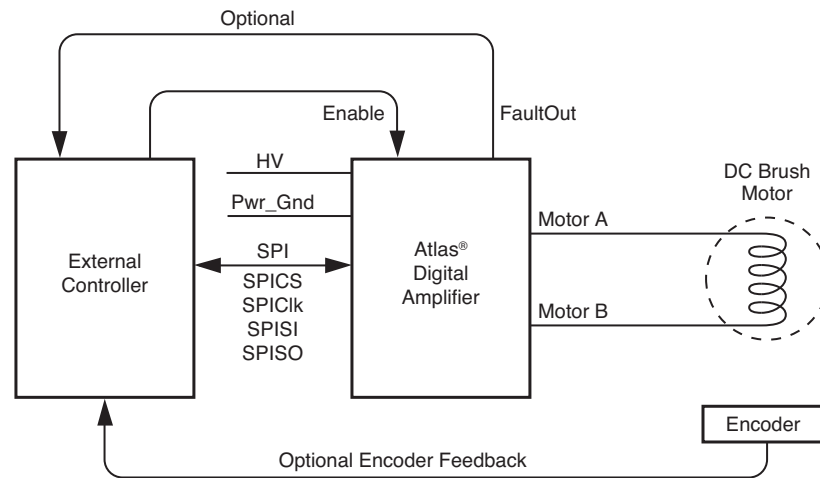 Optional
Enable
FaultOut
HV
Pwr_Gnd
SPI
SPICS
SPIClk
SPISI
SPISO
External
Controller
Atlas®
Digital
Amplifier
Motor A
Motor B
DC Brush
Motor
Encoder
Optional Encoder Feedback